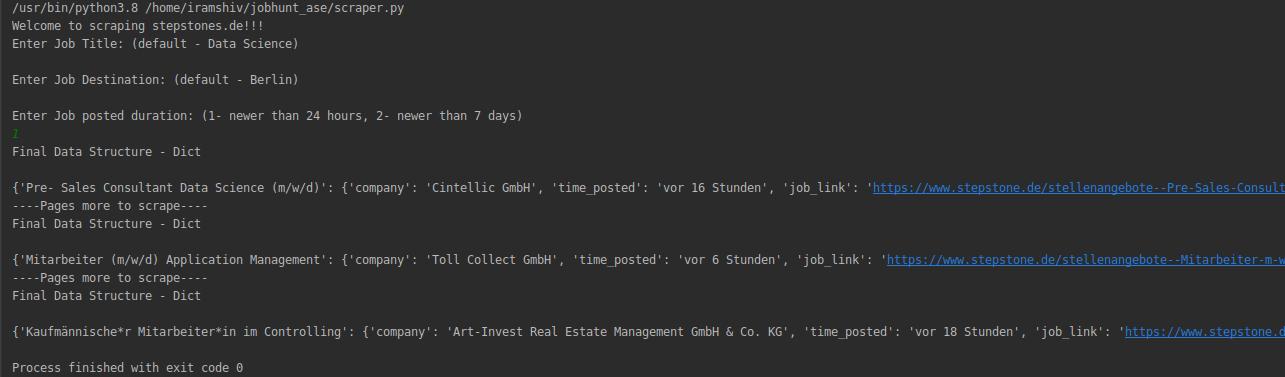 /usr/bin/python3.8 /home/iramshiv/jobhunt_ase/scraper.py
Welcome to scraping stepstones.de!!!
Enter Job Title: (default - Data Science)
Enter Job Destination: (default - Berlin)
Enter Job posted duration: (1- newer than 24 hours, 2- newer than 7 days)
1
Final Data Structure - Dict
{'Pre- Sales Consultant Data Science (m/w/d)': {'company': 'Cintellic GmbH', 'time_posted': 'vor 16 Stunden', 'job_link': 'https://www.stepstone.de/stellenangebote--Pre-Sales-Consult
----Pages more to scrape----
Final Data Structure - Dict
{'Mitarbeiter (m/w/d) Application Management': {'company': 'Toll Collect GmbH', 'time_posted': 'vor 6 Stunden', 'job_link': 'https://www.stepstone.de/stellenangebote--Mitarbeiter-m-w
----Pages more to scrape----
Final Data Structure - Dict
{'Kaufmännische*r Mitarbeiter*in im Controlling': {'company': 'Art-Invest Real Estate Management GmbH & Co. KG', 'time_posted': 'vor 18 Stunden', 'job_link': 'https://www.stepstone.d
Process finished with exit code 0